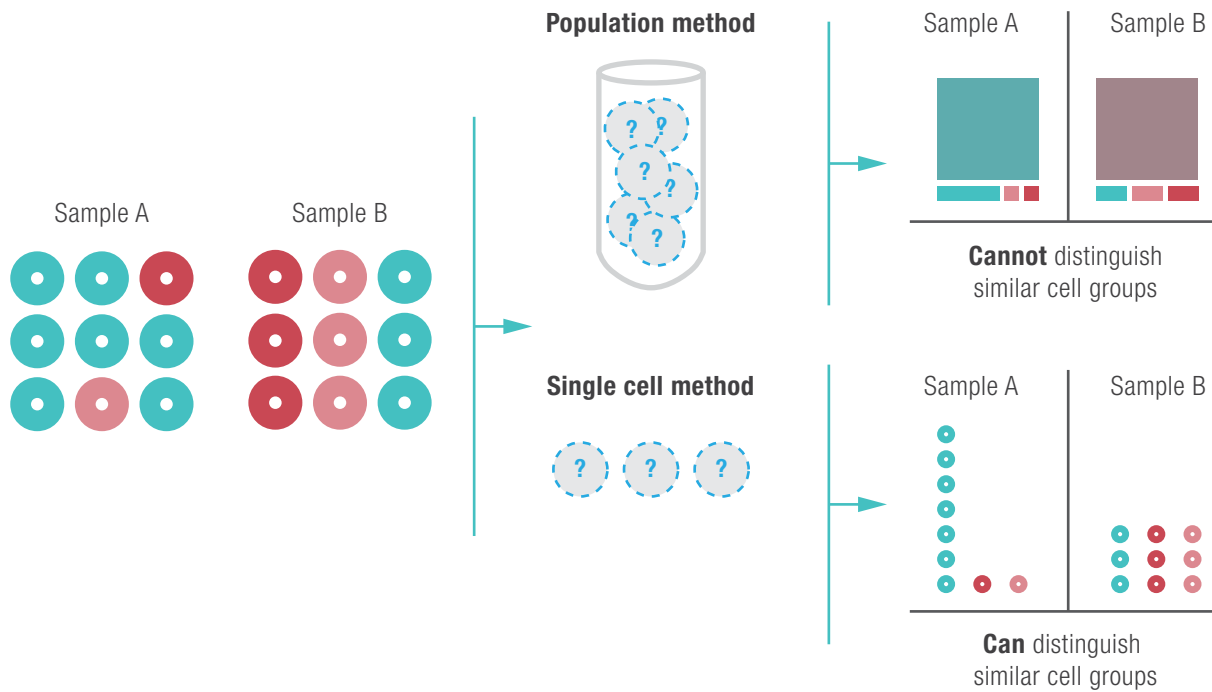 Sample A
Sample B
Population method
?
?
?
?
?
?
Sample A
Sample B
Cannot distinguish
similar cell groups
Single cell method
? ? ?
Sample A
Sample B
Can distinguish
similar cell groups